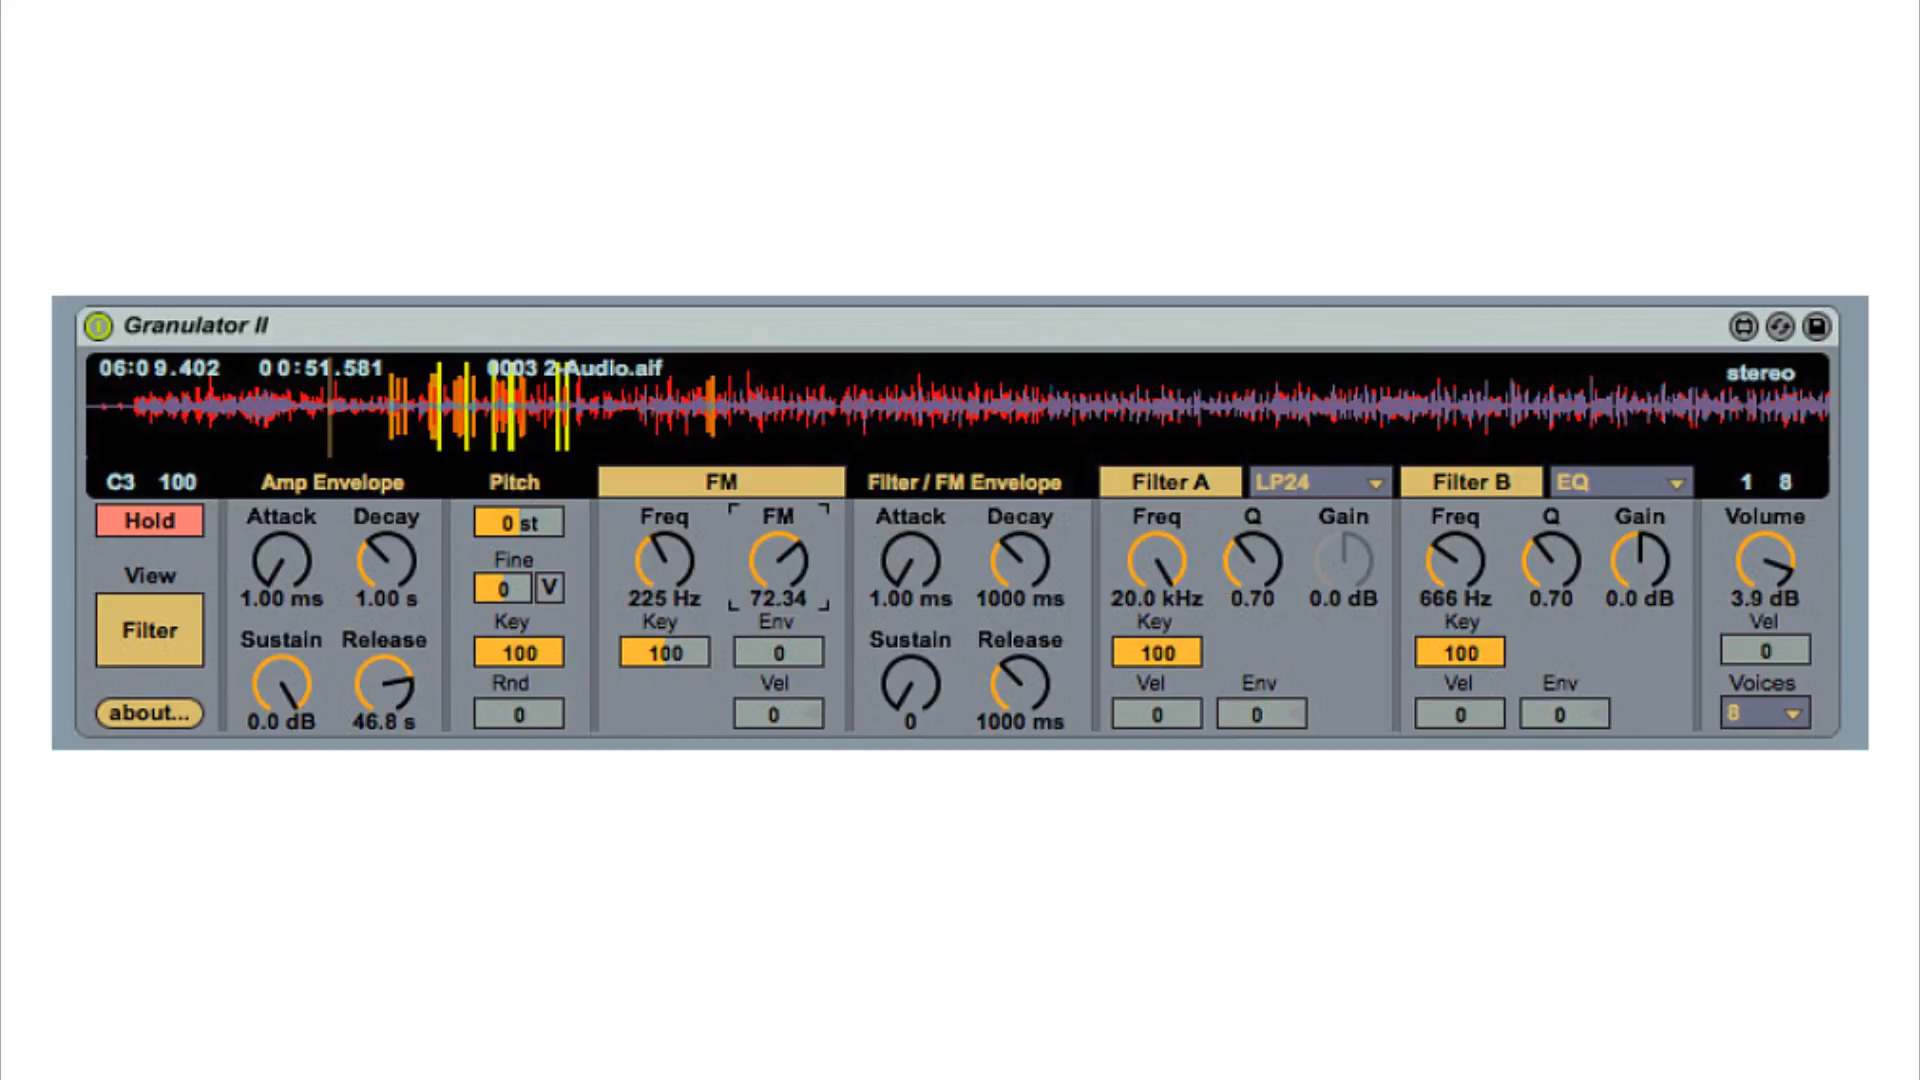 Granulator II
06:09.402 00:51.581 0003 2-Audio.aif stereo
C3 100 Amp Envelope Pitch FM Filter / FM Envelope Filter A LP24 Filter B EQ 1 8
Hold Attack Decay 0 st Freq FM Attack Decay Freq Q Gain Freq Q Gain Volume
View Fine
0 V
1.00 ms 1.00 s 225 Hz 72.34 1.00 ms 1000 ms 20.0 kHz 0.70 0.0 dB 666 Hz 0.70 0.0 dB 3.9 dB
Filter Key Key Env Key Key Vel
Sustain Release 100 100 0 Sustain Release 100 100 0
Rnd Vel Vel Env Vel Env Voices
about... 0 0 0 0 0 0 8
0.0 dB 46.8 s 0 1000 ms